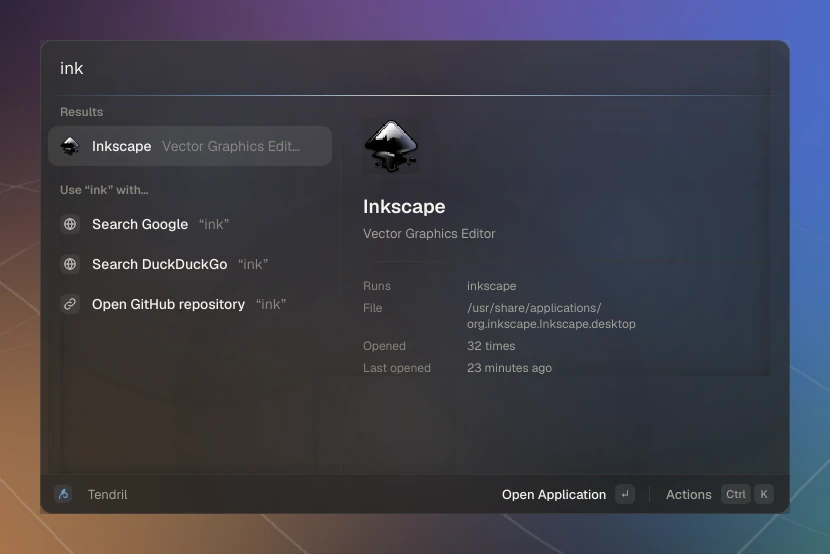 ink
Results
Inkscape Vector Graphics Edit...
Use “ink” with...
Search Google “ink”
Search DuckDuckGo “ink”
Open GitHub repository “ink”
Inkscape
Vector Graphics Editor
Runs inkscape
File /usr/share/applications/
org.inkscape.Inkscape.desktop
Opened 32 times
Last opened 23 minutes ago
Tendril
Open Application ↵ Actions Ctrl K